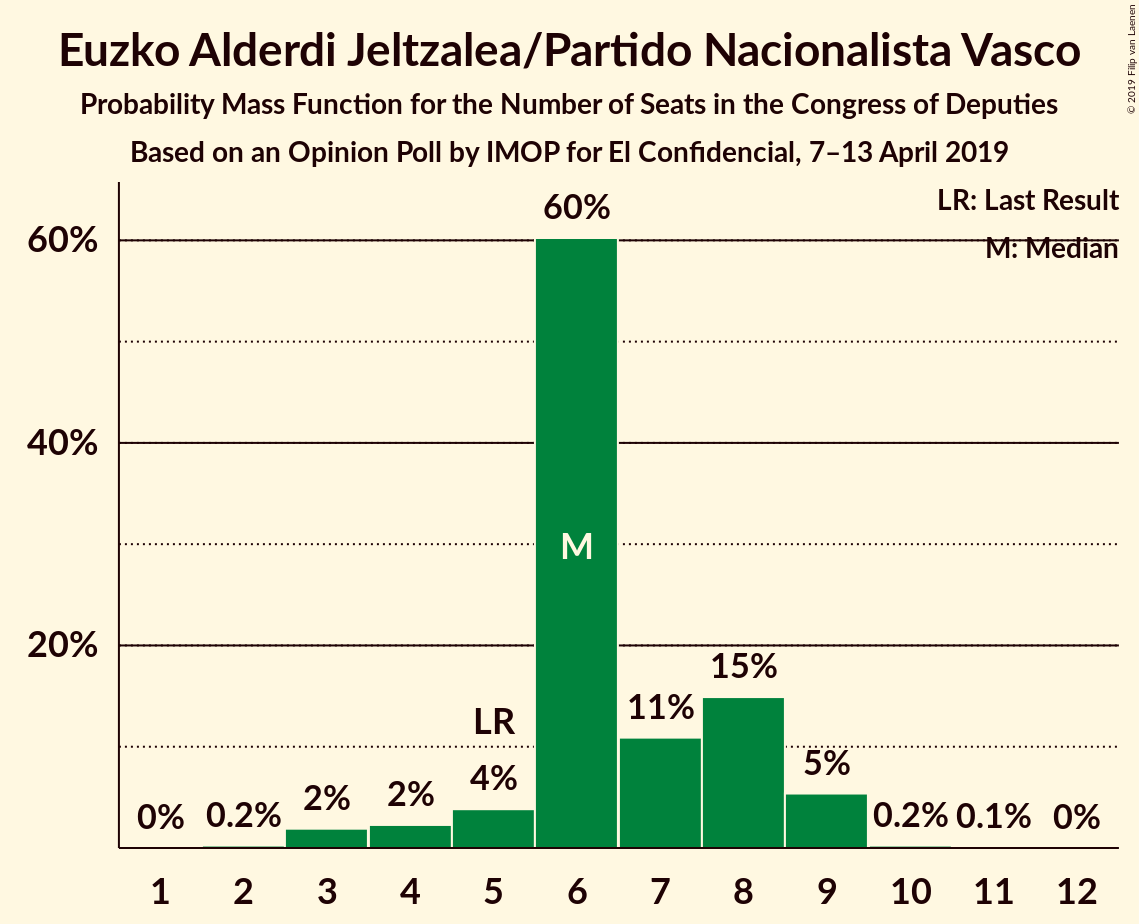 Euzko Alderdi Jeltzalea/Partido Nacionalista Vasco
Probability Mass Function for the Number of Seats in the Congress of Deputies
Based on an Opinion Poll by IMOP for El Confidencial, 7–13 April 2019
© 2019 Filip van Laenen
LR: Last Result
M: Median
60%
40%
20%
0%
0.2%
2%
2%
LR
4%
60%
M
11%
15%
5%
0.2%
0.1%
0%
1 2 3 4 5 6 7 8 9 10 11 12